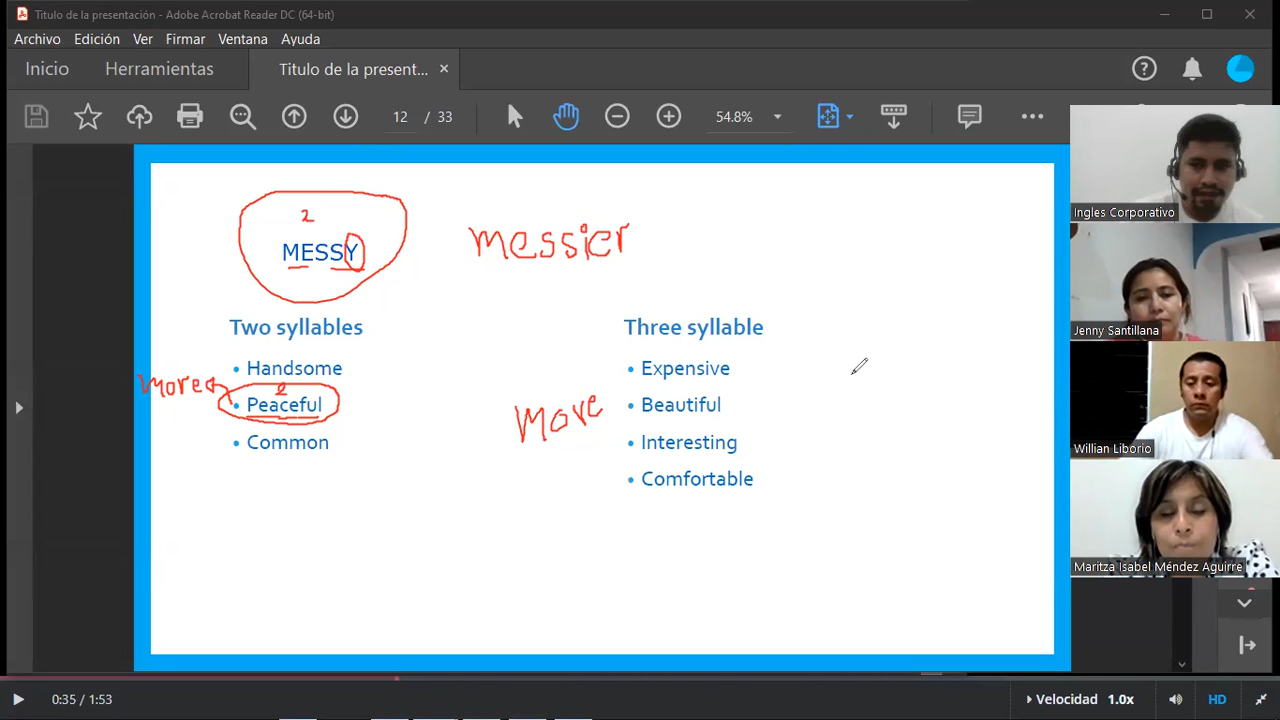 Titulo de la presentación - Adobe Acrobat Reader DC (64-bit)
Archivo Edición Ver Firmar Ventana Ayuda
Inicio Herramientas Titulo de la present... ×
12 / 33 54.8%
2
MESSY messier
Two syllables
• Handsome
more
2
• Peaceful
• Common
Three syllable
• Expensive
more
• Beautiful
• Interesting
• Comfortable
Ingles Corporativo
Jenny Santillana
Willian Liborio
Maritza Isabel Méndez Aguirre
0:35 / 1:53 Velocidad 1.0x HD